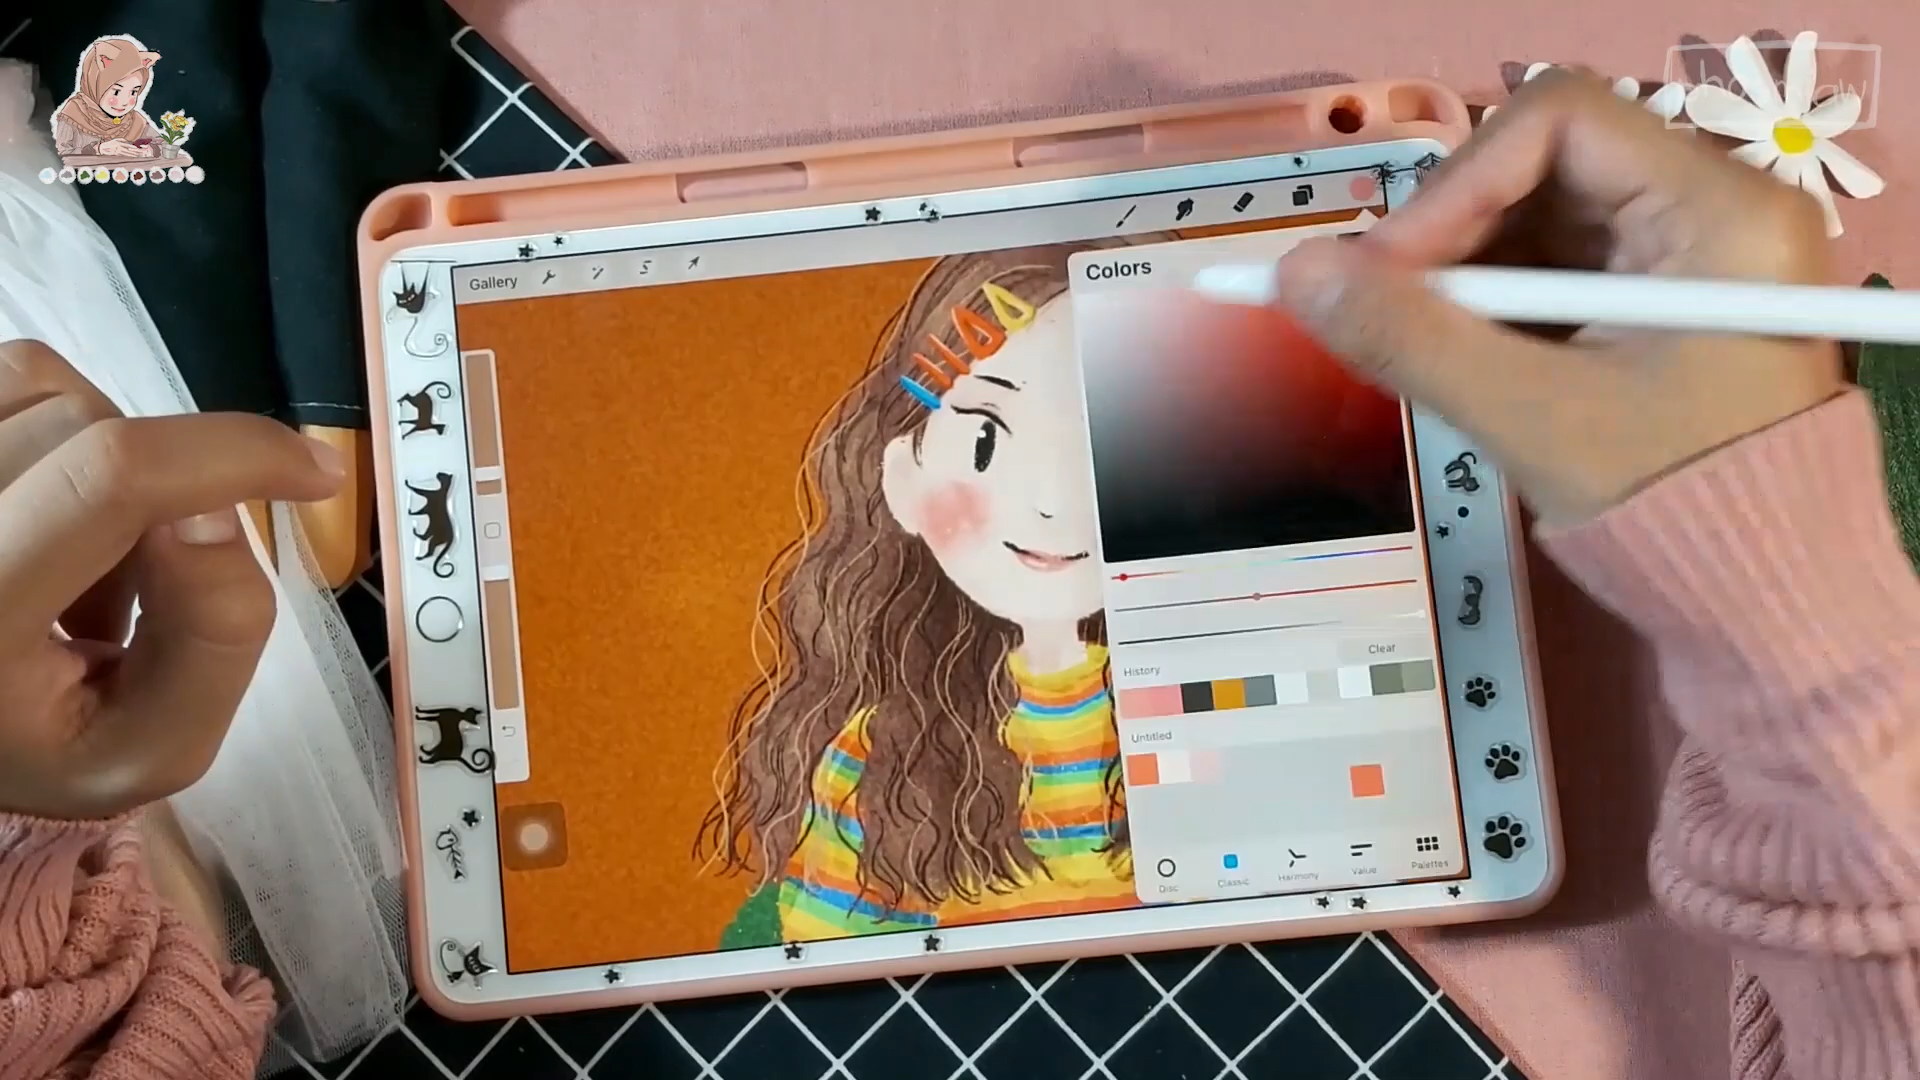 Gallery
Colors
Clear
History
Untitled
Disc
Classic
Harmony
Value
Palettes